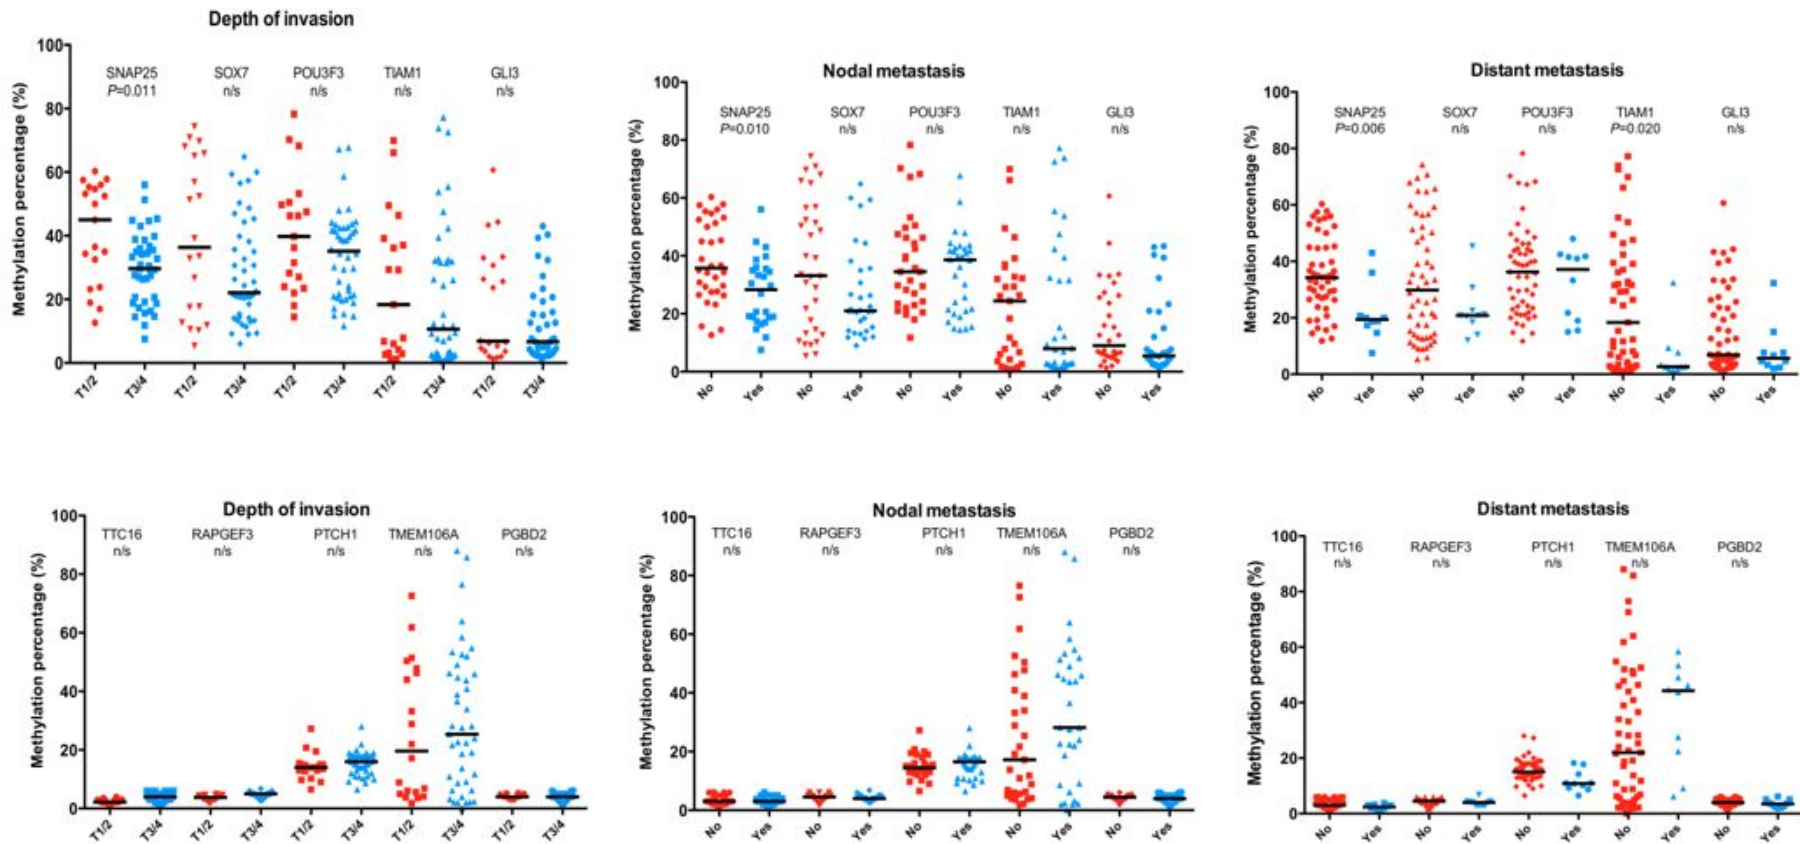 Depth of invasion
Methylation percentage (%)
100
80
60
40
20
0
SNAP25 SOX7 POU3F3 TIAM1 GLI3
P=0.011 n/s n/s n/s n/s
T1/2 T3/4 T1/2 T3/4 T1/2 T3/4 T1/2 T3/4 T1/2 T3/4
Nodal metastasis
Methylation percentage (%)
100
80
60
40
20
0
SNAP25 SOX7 POU3F3 TIAM1 GLI3
P=0.010 n/s n/s n/s n/s
No Yes No Yes No Yes No Yes No Yes
Distant metastasis
Methylation percentage (%)
100
80
60
40
20
0
SNAP25 SOX7 POU3F3 TIAM1 GLI3
P=0.006 n/s n/s P=0.020 n/s
No Yes No Yes No Yes No Yes No Yes
Depth of invasion
Methylation percentage (%)
100
80
60
40
20
0
TTC16 RAPGEF3 PTCH1 TMEM106A PGBD2
n/s n/s n/s n/s n/s
T1/2 T3/4 T1/2 T3/4 T1/2 T3/4 T1/2 T3/4 T1/2 T3/4
Nodal metastasis
Methylation percentage (%)
100
80
60
40
20
0
TTC16 RAPGEF3 PTCH1 TMEM106A PGBD2
n/s n/s n/s n/s n/s
No Yes No Yes No Yes No Yes No Yes
Distant metastasis
Methylation percentage (%)
100
80
60
40
20
0
TTC16 RAPGEF3 PTCH1 TMEM106A PGBD2
n/s n/s n/s n/s n/s
No Yes No Yes No Yes No Yes No Yes